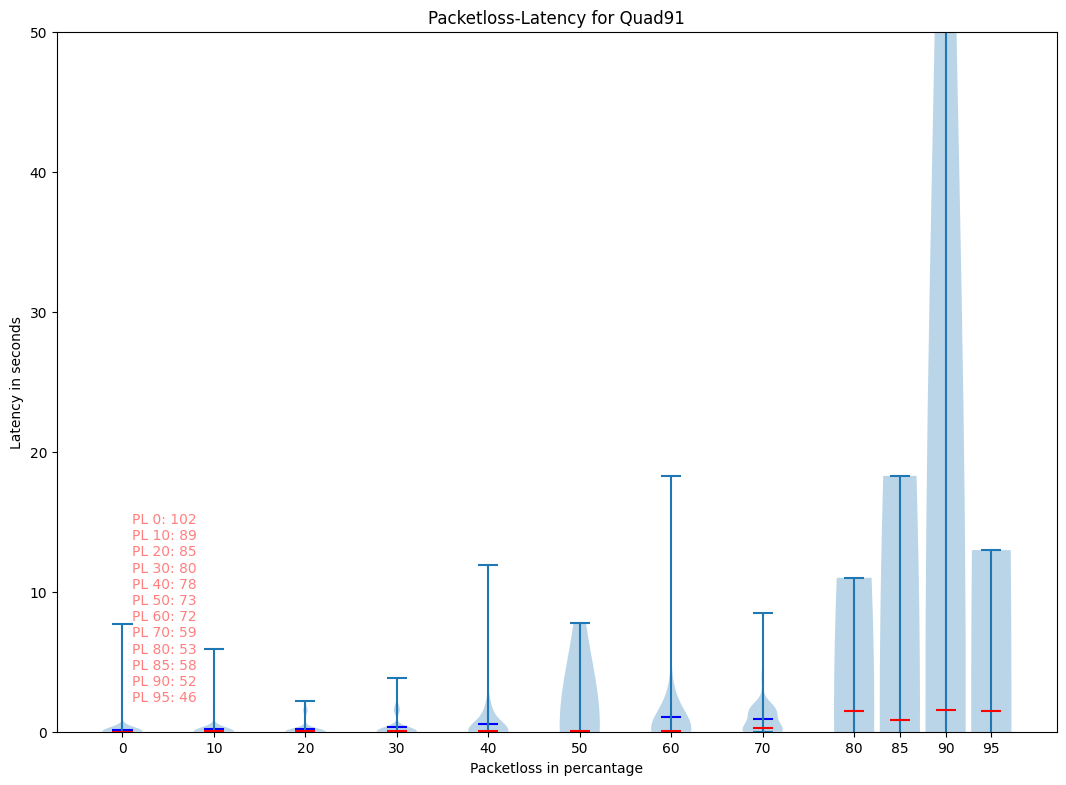 Packetloss-Latency for Quad91
50
40
30
20
10
0
Latency in seconds
PL 0: 102
PL 10: 89
PL 20: 85
PL 30: 80
PL 40: 78
PL 50: 73
PL 60: 72
PL 70: 59
PL 80: 53
PL 85: 58
PL 90: 52
PL 95: 46
0 10 20 30 40 50 60 70 80 85 90 95
Packetloss in percantage